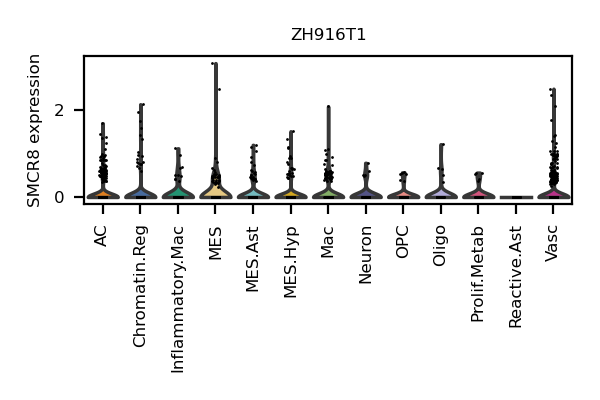 ZH916T1
SMCR8 expression
2
0
AC
Chromatin.Reg
Inflammatory.Mac
MES
MES.Ast
MES.Hyp
Mac
Neuron
OPC
Oligo
Prolif.Metab
Reactive.Ast
Vasc